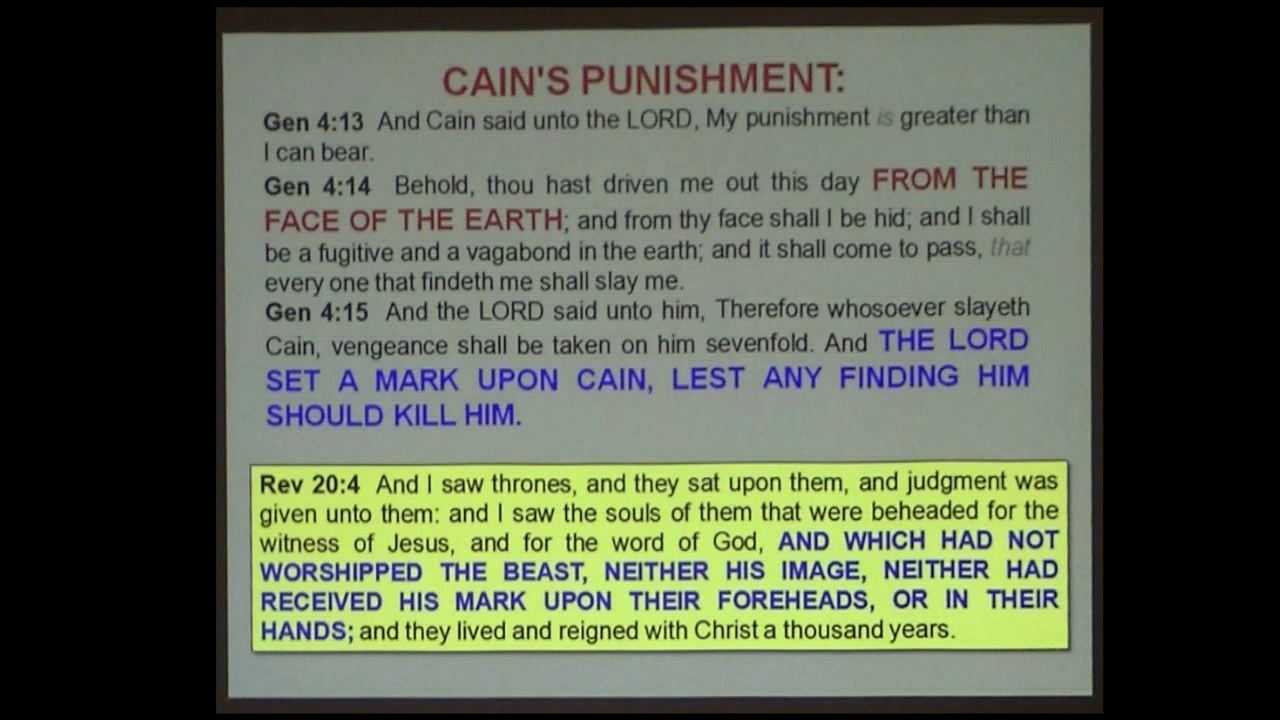 CAIN'S PUNISHMENT:
Gen 4:13 And Cain said unto the LORD, My punishment is greater than
I can bear.
Gen 4:14 Behold, thou hast driven me out this day FROM THE
FACE OF THE EARTH; and from thy face shall I be hid; and I shall
be a fugitive and a vagabond in the earth; and it shall come to pass, that
every one that findeth me shall slay me.
Gen 4:15 And the LORD said unto him, Therefore whosoever slayeth
Cain, vengeance shall be taken on him sevenfold. And THE LORD
SET A MARK UPON CAIN, LEST ANY FINDING HIM
SHOULD KILL HIM.
Rev 20:4 And I saw thrones, and they sat upon them, and judgment was
given unto them: and I saw the souls of them that were beheaded for the
witness of Jesus, and for the word of God, AND WHICH HAD NOT
WORSHIPPED THE BEAST, NEITHER HIS IMAGE, NEITHER HAD
RECEIVED HIS MARK UPON THEIR FOREHEADS, OR IN THEIR
HANDS; and they lived and reigned with Christ a thousand years.